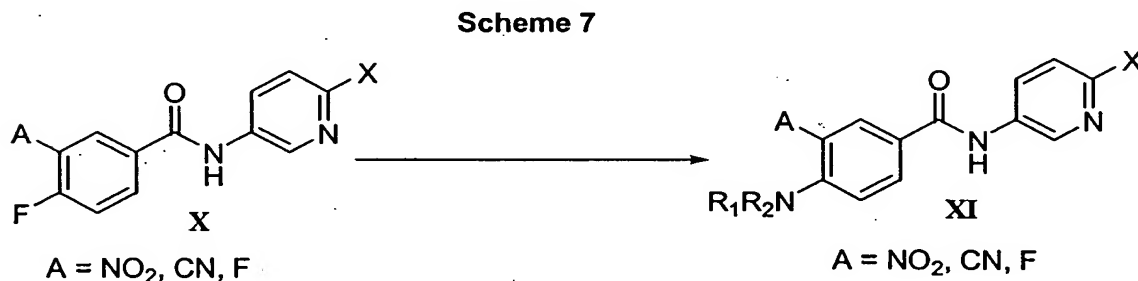 Scheme 7
A
F
O
N
H
N
X
X
A = NO₂, CN, F
A
R₁R₂N
O
N
H
N
X
XI
A = NO₂, CN, F